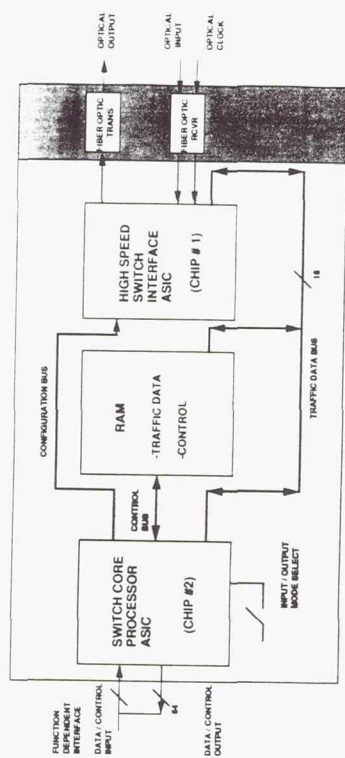 FUNCTION
DEPENDENT
INTERFACE
DATA / CONTROL
INPUT
64
DATA / CONTROL
OUTPUT
SWITCH CORE
PROCESSOR
ASIC
(CHIP #2)
INPUT / OUTPUT
MODE SELECT
CONFIGURATION BUS
CONTROL
BUS
RAM
-TRAFFIC DATA
-CONTROL
HIGH SPEED
SWITCH
INTERFACE
ASIC
(CHIP # 1)
TRAFFIC DATA BUS
16
FIBER OPTIC
TRANS
FIBER OPTIC
RCVR
OPTICAL
OUTPUT
OPTICAL
INPUT
OPTICAL
CLOCK